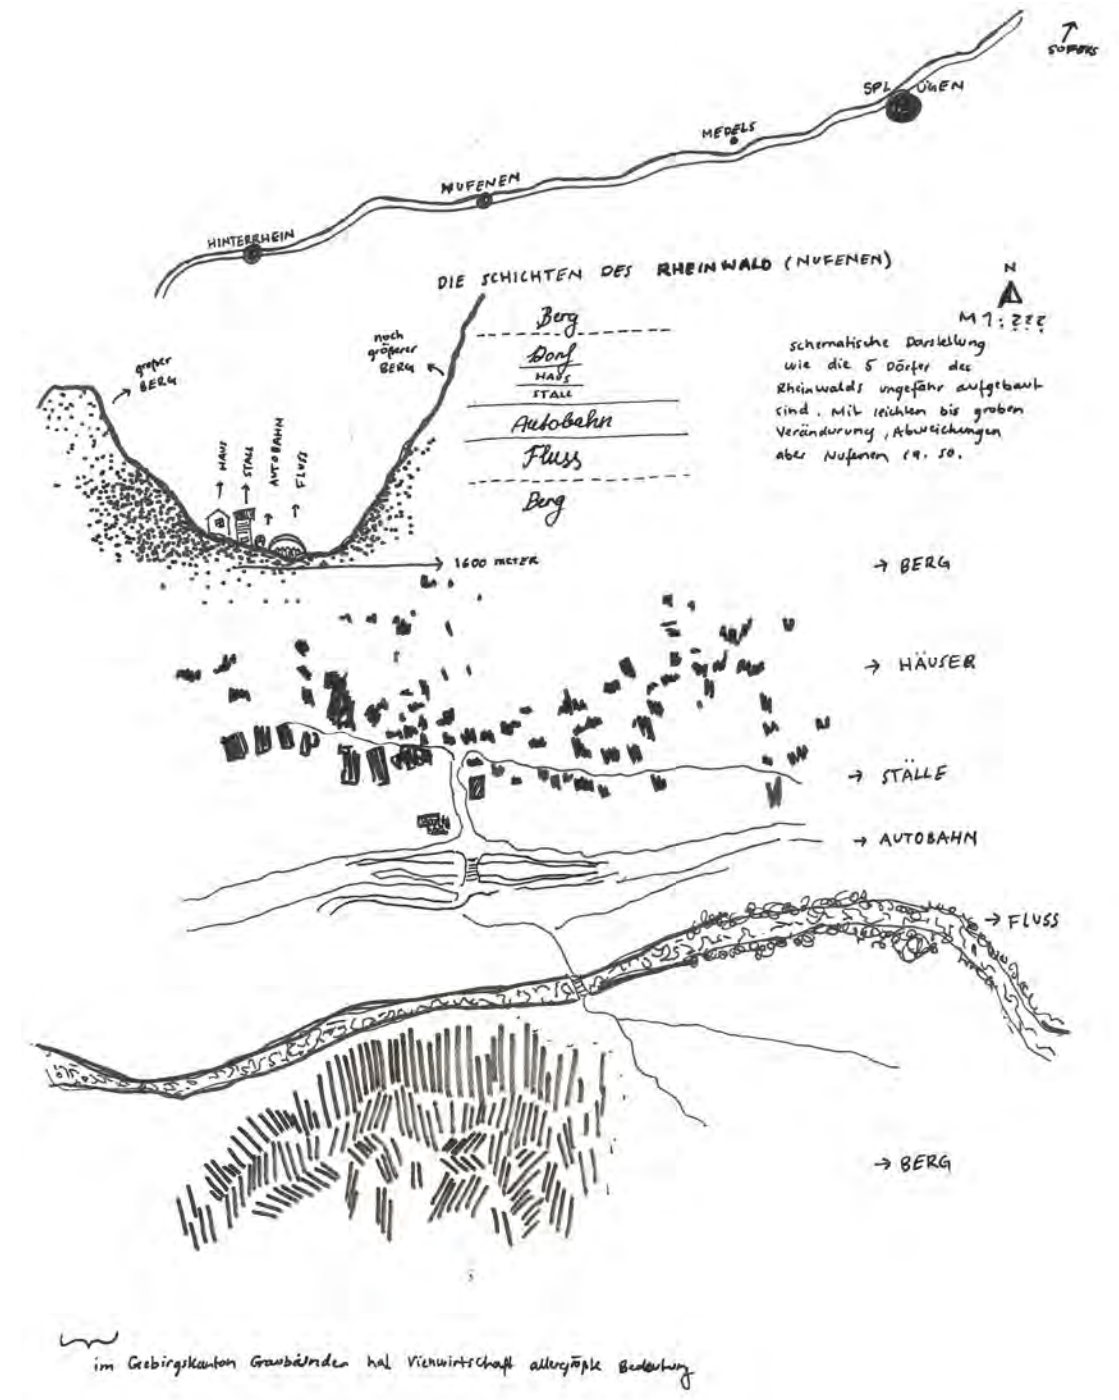 ↑
SUFERS
SPLÜGEN
MEDELS
NUFENEN
HINTERRHEIN
DIE SCHICHTEN DES RHEINWALD (NUFENEN)
N
M 1: ???
großer
BERG
noch
größerer
BERG
HAUS
STALL
AUTOBAHN
FLUSS
→ 1600 METER
Berg
Dorf
HAUS
STALL
Autobahn
Fluss
Berg
schematische Darstellung
wie die 5 Dörfer des
Rheinwalds ungefähr aufgebaut
sind. Mit leichten bis groben
Veränderung, Abweichungen
aber Nufenen ca. so.
→ BERG
→ HÄUSER
→ STÄLLE
→ AUTOBAHN
→ FLUSS
→ BERG
im Gebirgskanton Graubünden hat Viehwirtschaft allergrößte Bedeutung